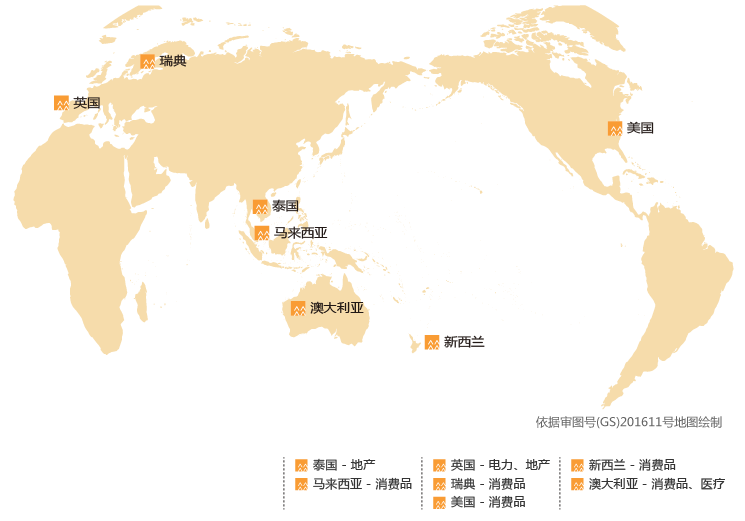 瑞典
英国
美国
泰国
马来西亚
澳大利亚
新西兰
依据审图号(GS)201611号地图绘制
泰国 - 地产
马来西亚 - 消费品
英国 - 电力、地产
瑞典 - 消费品
美国 - 消费品
新西兰 - 消费品
澳大利亚 - 消费品、医疗